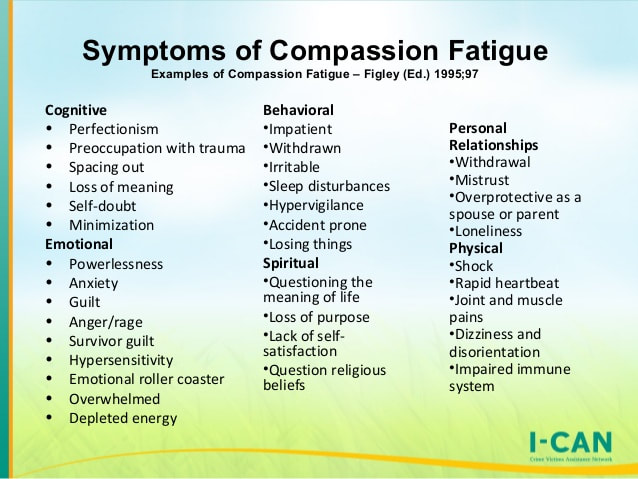 Symptoms of Compassion Fatigue
Examples of Compassion Fatigue – Figley (Ed.) 1995;97
Cognitive
• Perfectionism
• Preoccupation with trauma
• Spacing out
• Loss of meaning
• Self-doubt
• Minimization
Emotional
• Powerlessness
• Anxiety
• Guilt
• Anger/rage
• Survivor guilt
• Hypersensitivity
• Emotional roller coaster
• Overwhelmed
• Depleted energy
Behavioral
•Impatient
•Withdrawn
•Irritable
•Sleep disturbances
•Hypervigilance
•Accident prone
•Losing things
Spiritual
•Questioning the
meaning of life
•Loss of purpose
•Lack of self-
satisfaction
•Question religious
beliefs
Personal
Relationships
•Withdrawal
•Mistrust
•Overprotective as a
spouse or parent
•Loneliness
Physical
•Shock
•Rapid heartbeat
•Joint and muscle
pains
•Dizziness and
disorientation
•Impaired immune
system
I-CAN
Crime Victims Assistance Network